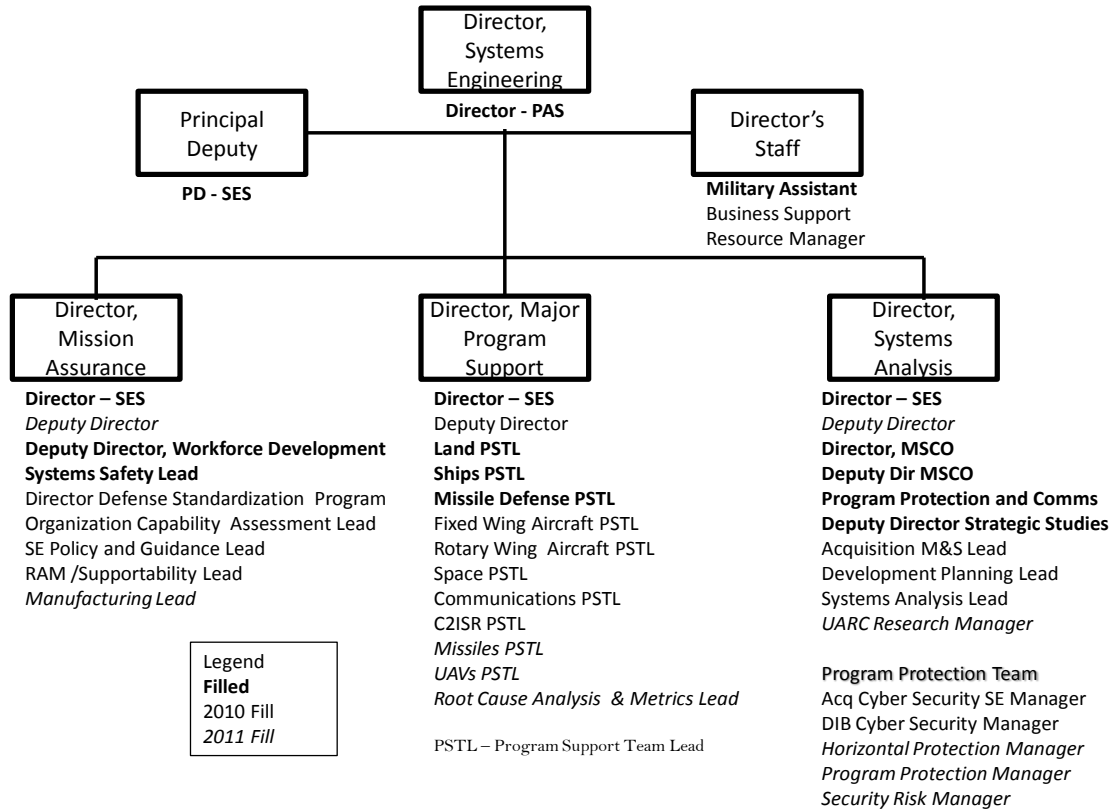 Director,
Systems
Engineering
Director - PAS
Principal
Deputy
PD - SES
Director's
Staff
Military Assistant
Business Support
Resource Manager
Director,
Mission
Assurance
Director – SES
Deputy Director
Deputy Director, Workforce Development
Systems Safety Lead
Director Defense Standardization Program
Organization Capability Assessment Lead
SE Policy and Guidance Lead
RAM /Supportability Lead
Manufacturing Lead
Legend
Filled
2010 Fill
2011 Fill
Director, Major
Program
Support
Director – SES
Deputy Director
Land PSTL
Ships PSTL
Missile Defense PSTL
Fixed Wing Aircraft PSTL
Rotary Wing Aircraft PSTL
Space PSTL
Communications PSTL
C2ISR PSTL
Missiles PSTL
UAVs PSTL
Root Cause Analysis & Metrics Lead
PSTL – Program Support Team Lead
Director,
Systems
Analysis
Director – SES
Deputy Director
Director, MSCO
Deputy Dir MSCO
Program Protection and Comms
Deputy Director Strategic Studies
Acquisition M&S Lead
Development Planning Lead
Systems Analysis Lead
UARC Research Manager
Program Protection Team
Acq Cyber Security SE Manager
DIB Cyber Security Manager
Horizontal Protection Manager
Program Protection Manager
Security Risk Manager